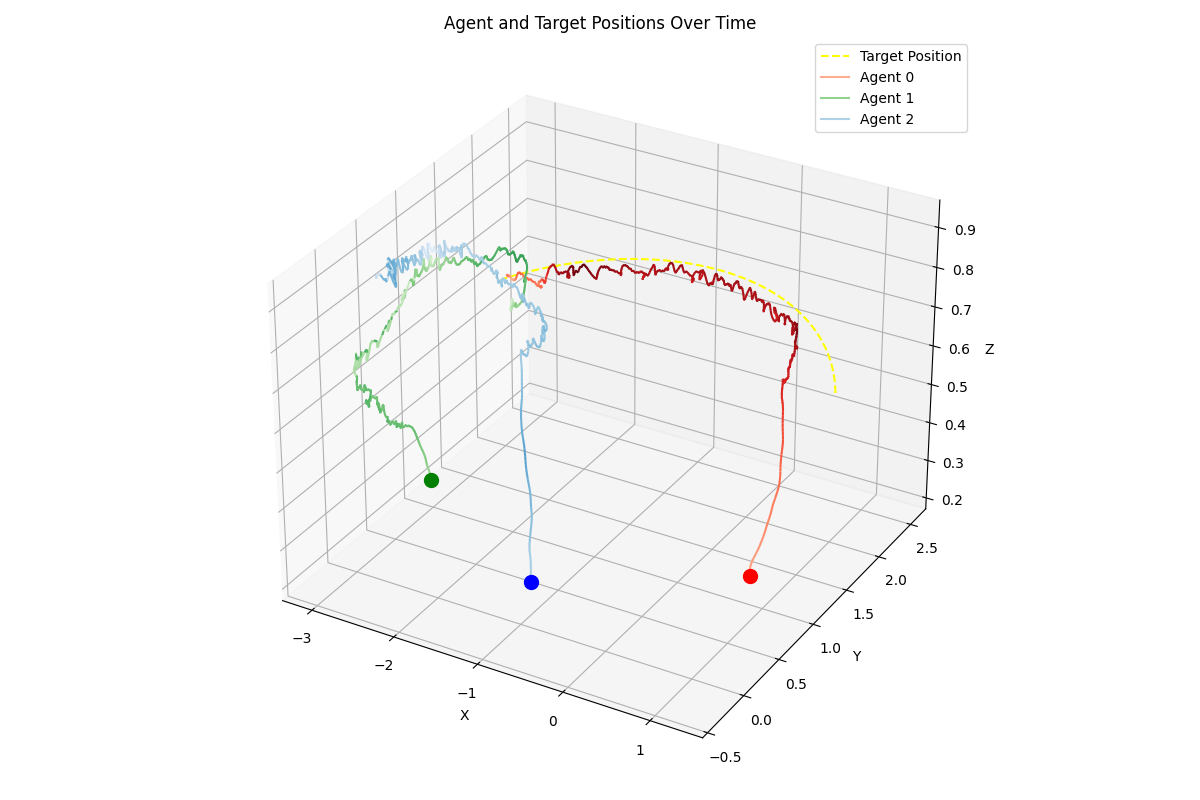 Agent and Target Positions Over Time
Target Position
Agent 0
Agent 1
Agent 2
0.9
0.8
0.7
0.6
0.5
0.4
0.3
0.2
Z
−3
−2
−1
0
1
X
−0.5
0.0
0.5
1.0
1.5
2.0
2.5
Y